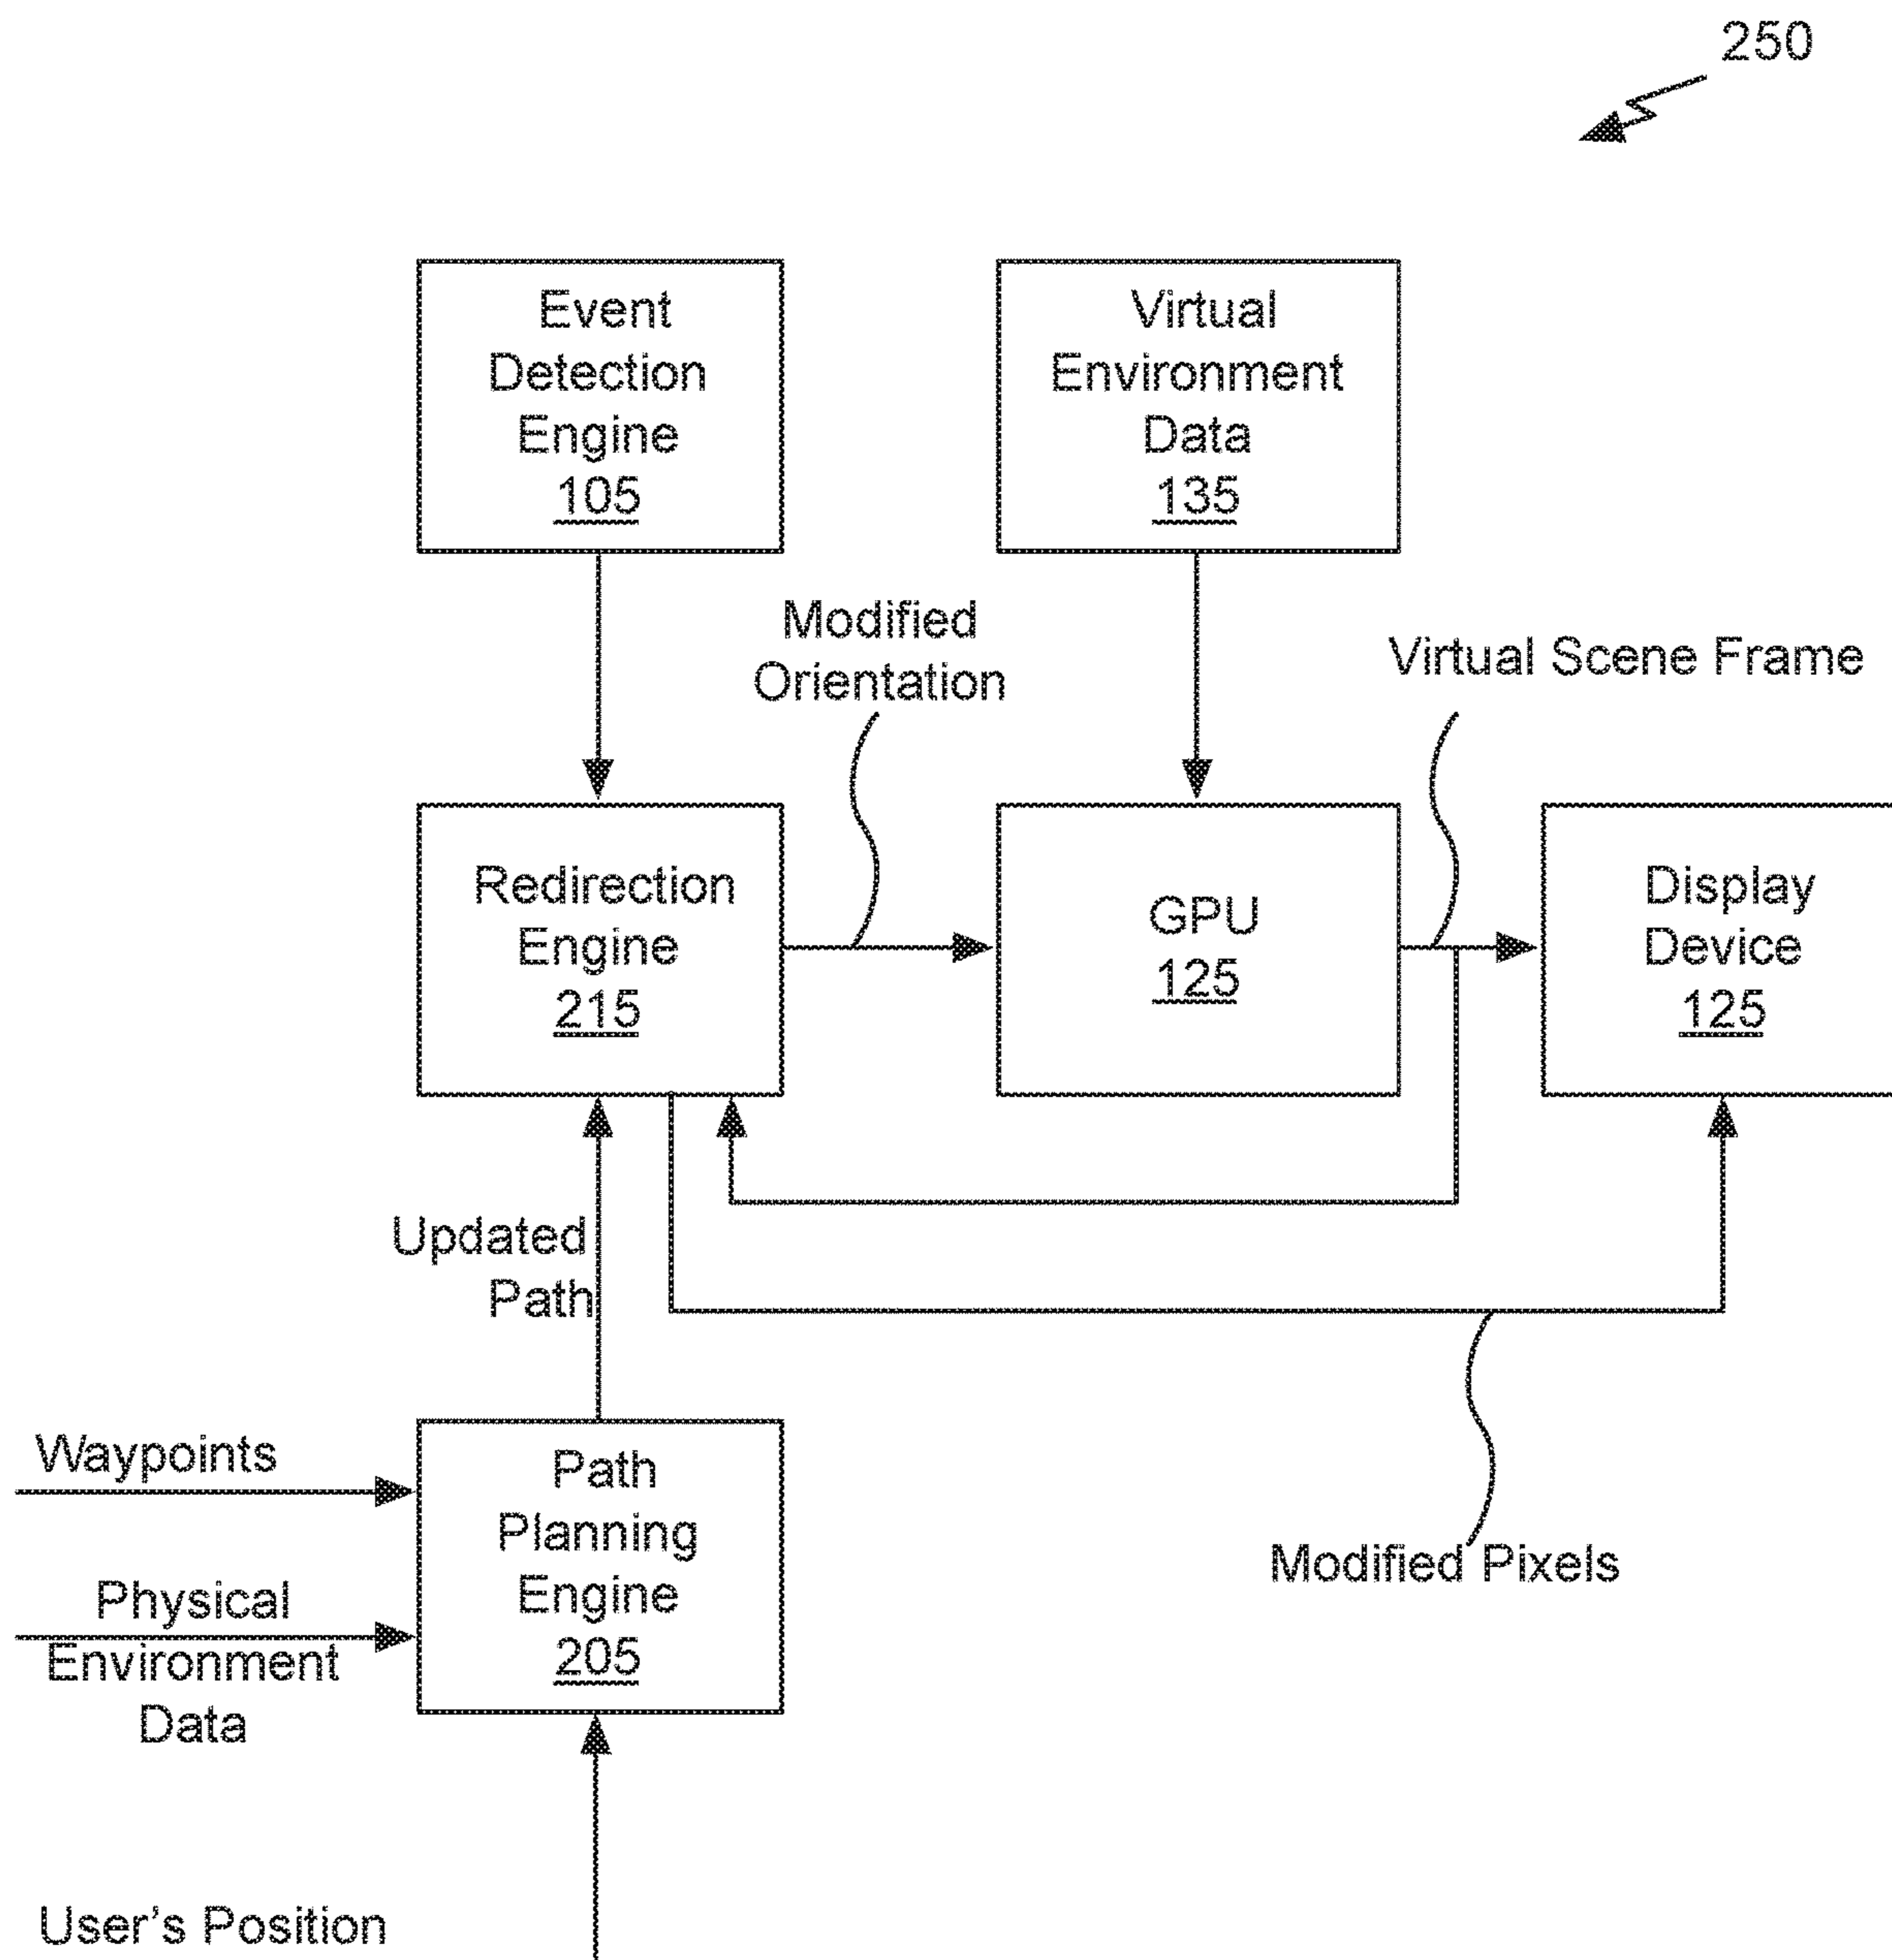 250
Event
Detection
Engine
105
Virtual
Environment
Data
135
Modified
Orientation
Virtual Scene Frame
Redirection
Engine
215
GPU
125
Display
Device
125
Updated
Path
Waypoints
Physical
Environment
Data
Path
Planning
Engine
205
Modified Pixels
User's Position